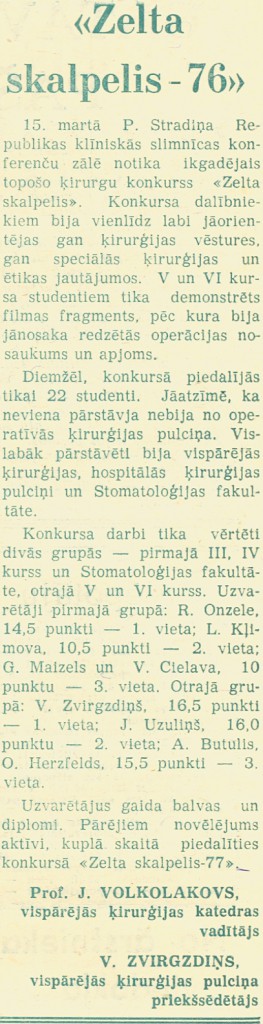 «Zelta
skalpelis - 76»
15. martā P. Stradiņa Re-
publikas klīniskās slimnīcas kon-
ferenču zālē notika ikgadējais
topošo ķirurgu konkurss «Zelta
skalpelis». Konkursa dalībnie-
kiem bija vienlīdz labi jāorien-
tējas gan ķirurģijas vēstures,
gan speciālās ķirurģijas un
ētikas jautājumos. V un VI kur-
sa studentiem tika demonstrēts
filmas fragments, pēc kura bija
jānosaka redzētās operācijas no-
saukums un apjoms.
Diemžēl, konkursā piedalījās
tikai 22 studenti. Jāatzīmē, ka
neviena pārstāvja nebija no ope-
ratīvās ķirurģijas pulciņa. Vis-
labāk pārstāvēti bija vispārējās
ķirurģijas, hospitālās ķirurģijas
pulciņi un Stomatoloģijas fakul-
tāte.
Konkursa darbi tika vērtēti
divās grupās — pirmajā III, IV
kurss un Stomatoloģijas fakultā-
te, otrajā V un VI kurss. Uzva-
rētāji pirmajā grupā: R. Onzele,
14,5 punkti — 1. vieta; L. Kļi-
mova, 10,5 punkti — 2. vieta;
G. Maizels un V. Cielava, 10
punktu — 3. vieta. Otrajā gru-
pā: V. Zvirgzdiņš, 16,5 punkti
— 1. vieta; J. Uzuliņš, 16,0
punktu — 2. vieta; A. Butulis,
O. Herzfelds, 15,5 punkti — 3.
vieta.
Uzvarētājus gaida balvas un
diplomi. Pārējiem novēlējums
aktīvi, kuplā skaitā piedalīties
konkursā «Zelta skalpelis-77».
Prof. J. VOLKOLAKOVS,
vispārējās ķirurģijas katedras
vadītājs
V. ZVIRGZDIŅŠ,
vispārējās ķirurģijas pulciņa
priekšsēdētājs